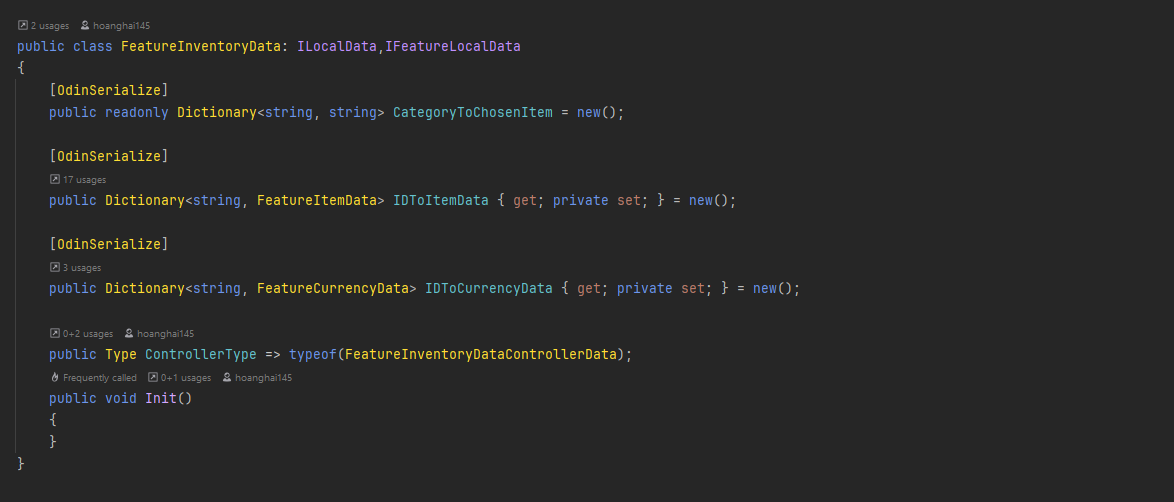 2 usages hoanghai145
public class FeatureInventoryData: ILocalData,IFeatureLocalData
{
[OdinSerialize]
public readonly Dictionary<string, string> CategoryToChosenItem = new();
[OdinSerialize]
17 usages
public Dictionary<string, FeatureItemData> IDToItemData { get; private set; } = new();
[OdinSerialize]
3 usages
public Dictionary<string, FeatureCurrencyData> IDToCurrencyData { get; private set; } = new();
0+2 usages hoanghai145
public Type ControllerType => typeof(FeatureInventoryDataControllerData);
Frequently called 0+1 usages hoanghai145
public void Init()
{
}
}